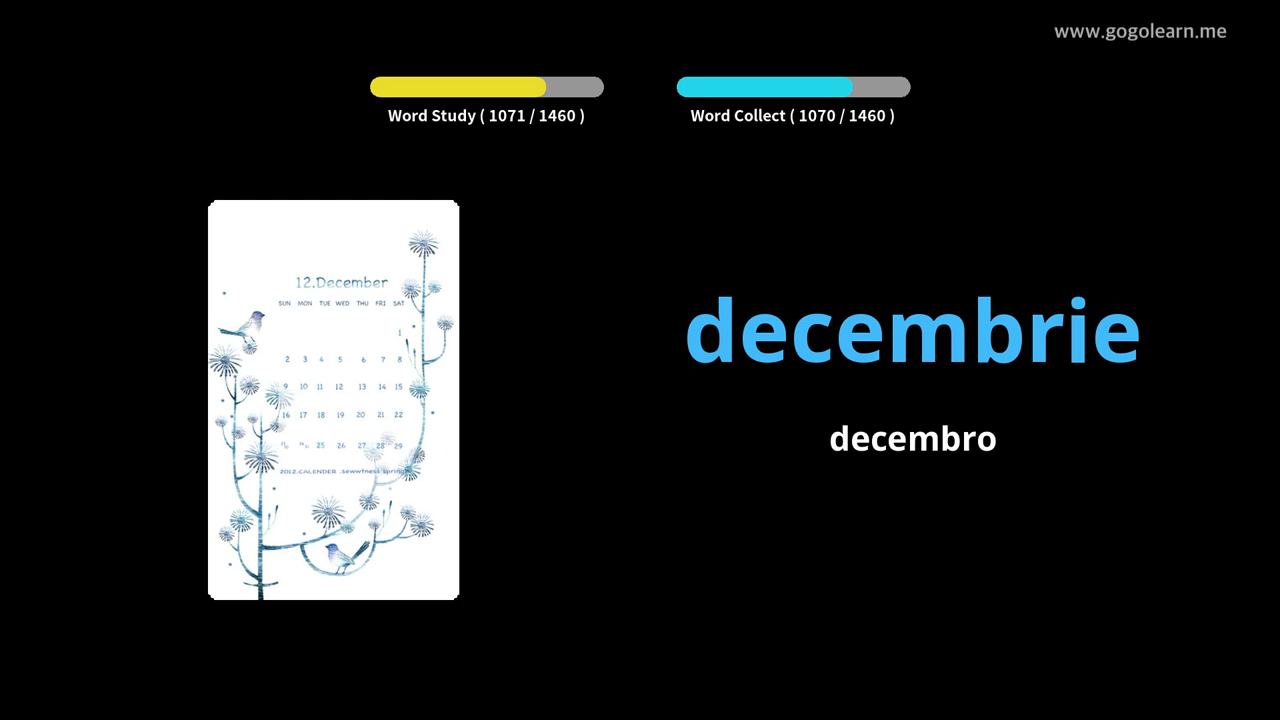 www.gogolearn.me
Word Study ( 1071 / 1460 )
Word Collect ( 1070 / 1460 )
12.December
SUN MON TUE WED THU FRI SAT
1
2 3 4 5 6 7 8
9 10 11 12 13 14 15
16 17 18 19 20 21 22
25 26 27 28 29
2012.CALENDER .sewwtness spring
decembrie
decembro